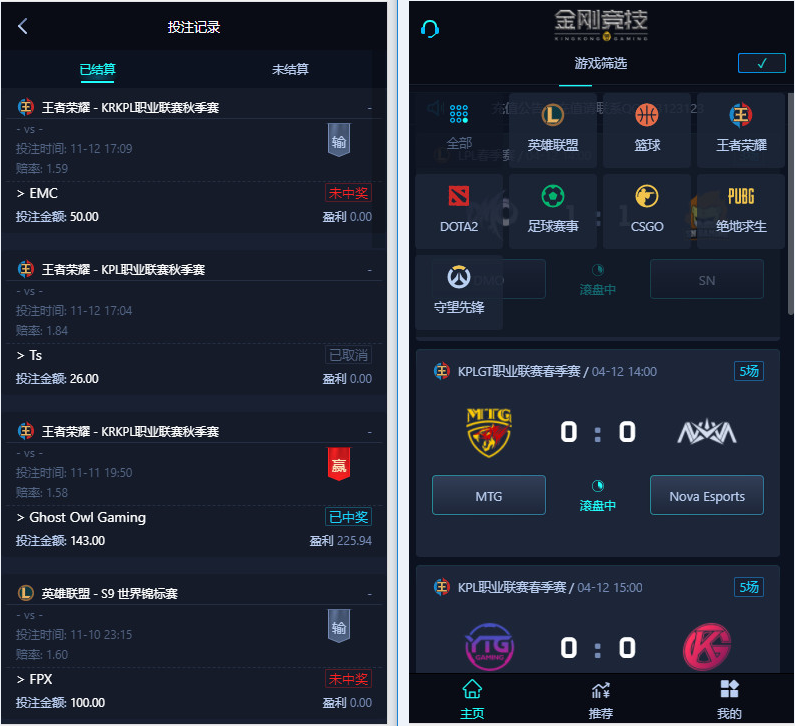 投注记录
已结算
未结算
王者荣耀 - KRKPL职业联赛秋季赛
-
- vs -
投注时间: 11-12 17:09
输
赔率: 1.59
> EMC
未中奖
投注金额: 50.00
盈利 0.00
王者荣耀 - KPL职业联赛秋季赛
-
- vs -
投注时间: 11-12 17:04
赔率: 1.84
> Ts
已取消
投注金额: 26.00
盈利 0.00
王者荣耀 - KRKPL职业联赛秋季赛
-
- vs -
投注时间: 11-11 19:50
赢
赔率: 1.58
> Ghost Owl Gaming
已中奖
投注金额: 143.00
盈利 225.94
英雄联盟 - S9 世界锦标赛
-
- vs -
投注时间: 11-10 23:15
输
赔率: 1.60
> FPX
未中奖
投注金额: 100.00
盈利 0.00
金刚竞技
KINGKONG GAMING
游戏筛选
✓
全部
英雄联盟
篮球
王者荣耀
DOTA2
足球赛事
CSGO
PUBG
绝地求生
守望先锋
滚盘中
SN
KPLGT职业联赛春季赛 / 04-12 14:00
5场
MTG
0 : 0
MTG
滚盘中
Nova Esports
KPL职业联赛春季赛 / 04-12 15:00
5场
YTG
GAMING
0 : 0
KG
主页
推荐
我的